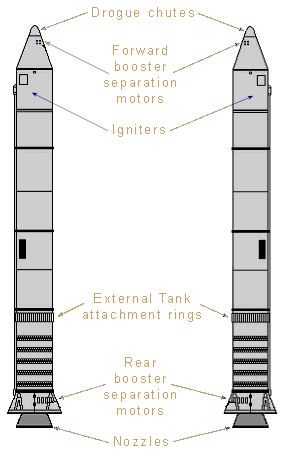 Drogue chutes
Forward
booster
separation
motors
Igniters
External Tank
attachment rings
Rear
booster
separation
motors
Nozzles